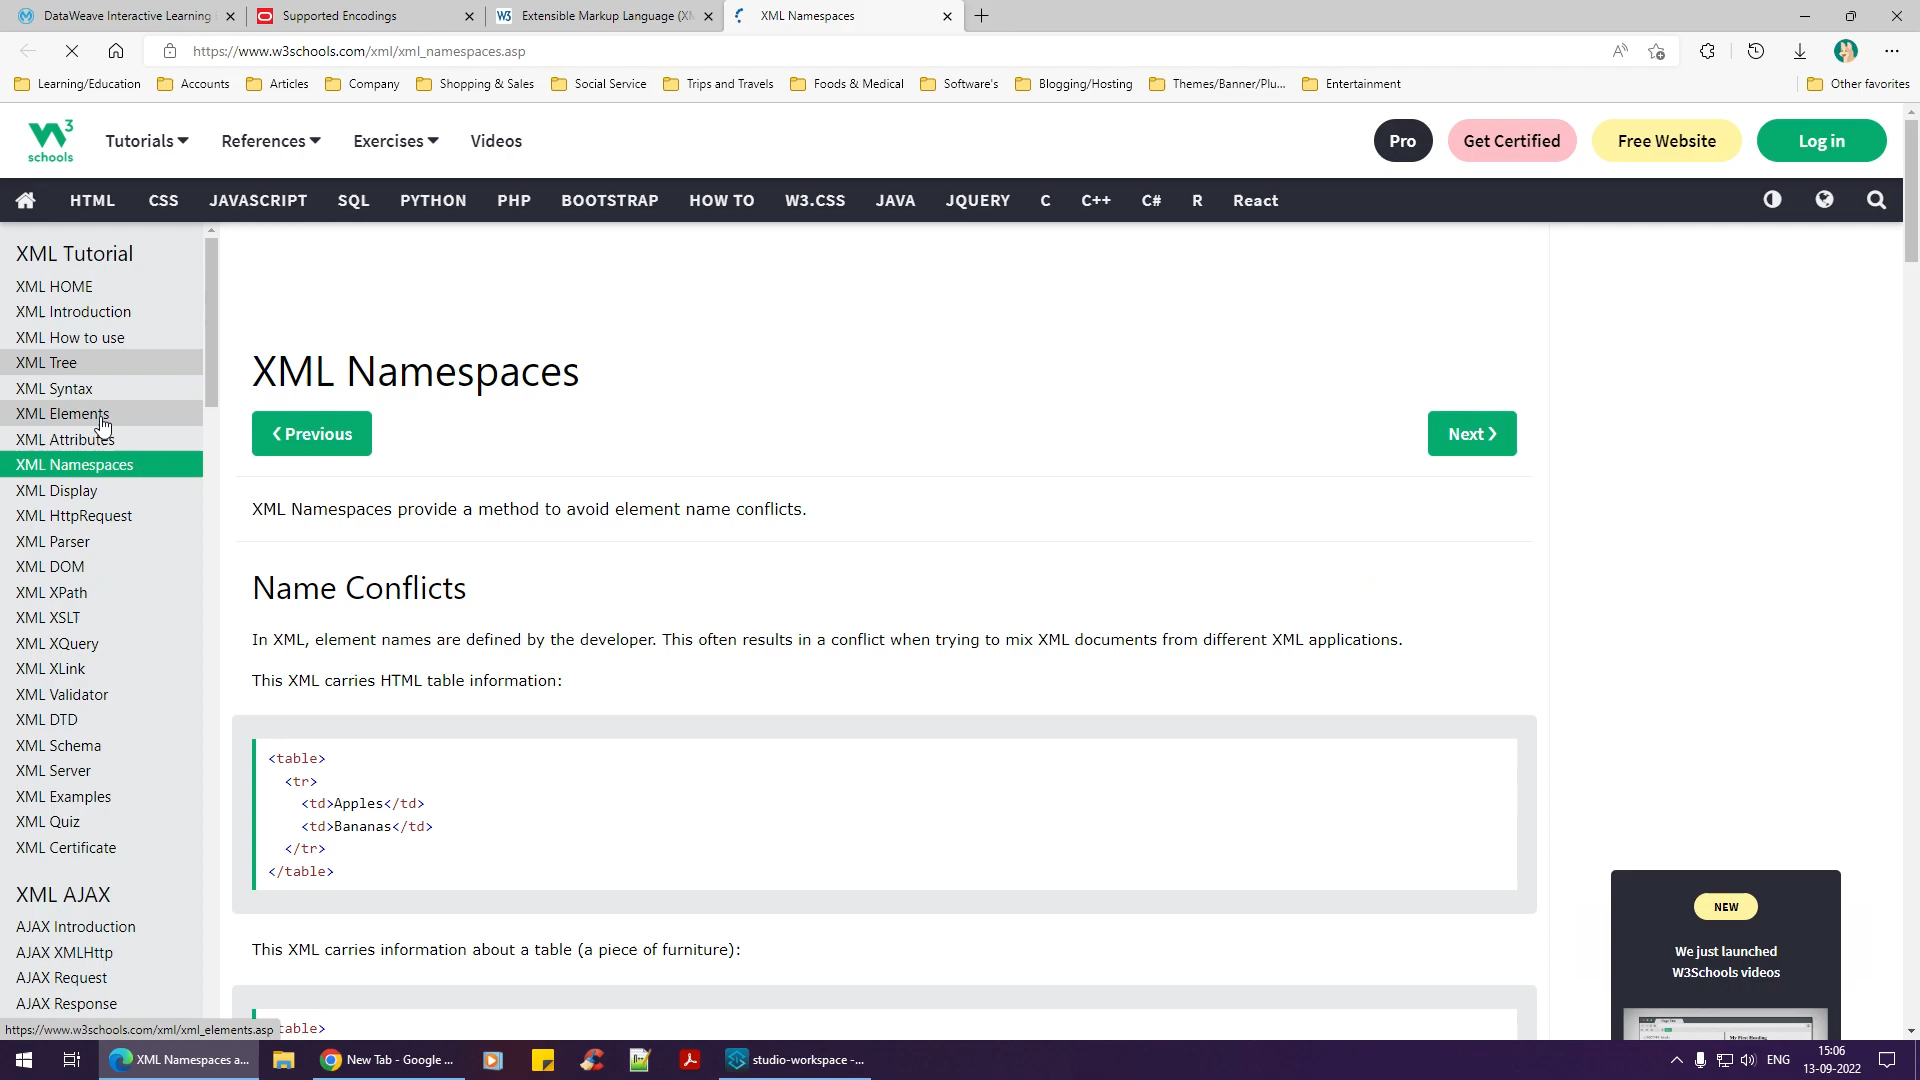 DataWeave Interactive Learning
Supported Encodings
W3 Extensible Markup Language (XM
XML Namespaces
https://www.w3schools.com/xml/xml_namespaces.asp
Learning/Education Accounts Articles Company Shopping & Sales Social Service Trips and Travels Foods & Medical Software's Blogging/Hosting Themes/Banner/Plu... Entertainment Other favorites
W3 schools
Tutorials References Exercises Videos
Pro Get Certified Free Website Log in
HTML CSS JAVASCRIPT SQL PYTHON PHP BOOTSTRAP HOW TO W3.CSS JAVA JQUERY C C++ C# R React
XML Tutorial
XML HOME
XML Introduction
XML How to use
XML Tree
XML Syntax
XML Elements
XML Attributes
XML Namespaces
XML Display
XML HttpRequest
XML Parser
XML DOM
XML XPath
XML XSLT
XML XQuery
XML XLink
XML Validator
XML DTD
XML Schema
XML Server
XML Examples
XML Quiz
XML Certificate
XML AJAX
AJAX Introduction
AJAX XMLHttp
AJAX Request
AJAX Response
https://www.w3schools.com/xml/xml_elements.asp
XML Namespaces
❮ Previous
Next ❯
XML Namespaces provide a method to avoid element name conflicts.
Name Conflicts
In XML, element names are defined by the developer. This often results in a conflict when trying to mix XML documents from different XML applications.
This XML carries HTML table information:
<table>
<tr>
<td>Apples</td>
<td>Bananas</td>
</tr>
</table>
This XML carries information about a table (a piece of furniture):
table>
NEW
We just launched
W3Schools videos
XML Namespaces a...
New Tab - Google ...
studio-workspace -...
ENG
15:06
13-09-2022